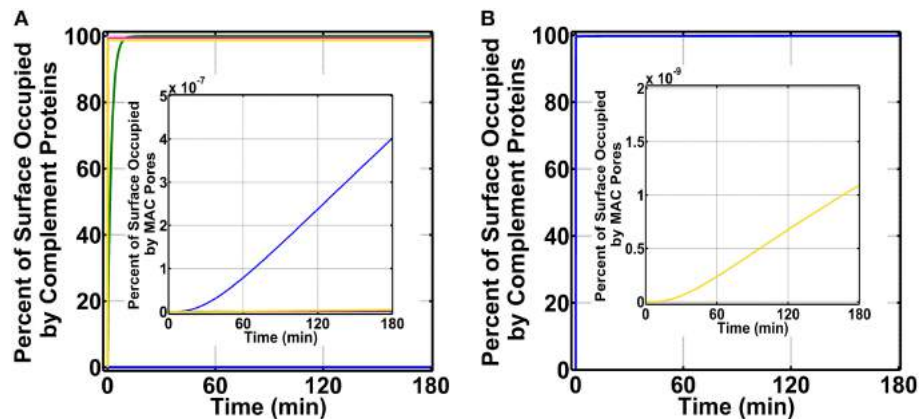 A
Percent of Surface Occupied
by Complement Proteins
100
80
60
40
20
0
0
60
120
180
Time (min)
x 10-7
Percent of Surface Occupied
by MAC Pores
5
4
3
2
1
0
0
60
120
180
Time (min)
B
Percent of Surface Occupied
by Complement Proteins
100
80
60
40
20
0
0
60
120
180
Time (min)
x 10-9
Percent of Surface Occupied
by MAC Pores
2
1.5
1
0.5
0
0
60
120
180
Time (min)